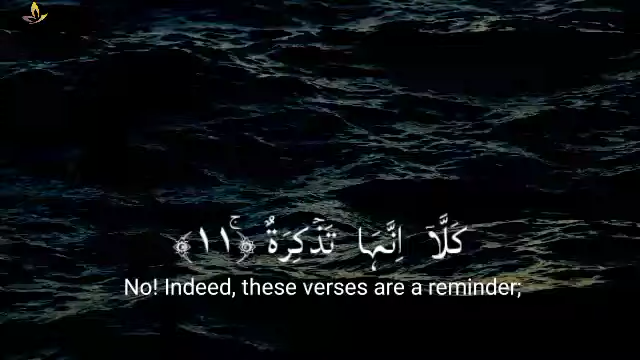 كَلَّآ اِنَّهَا تَذْكِرَةٌ ۚ﴿١١﴾
No! Indeed, these verses are a reminder;